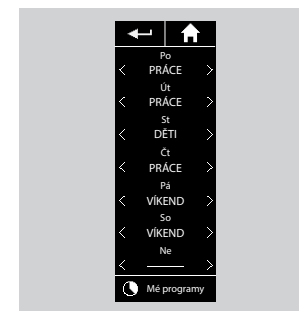 Po
< PRÁCE >
Út
< PRÁCE >
St
< DĚTI >
Čt
< PRÁCE >
Pá
< VÍKEND >
So
< VÍKEND >
Ne
< ——— >
Mé programy